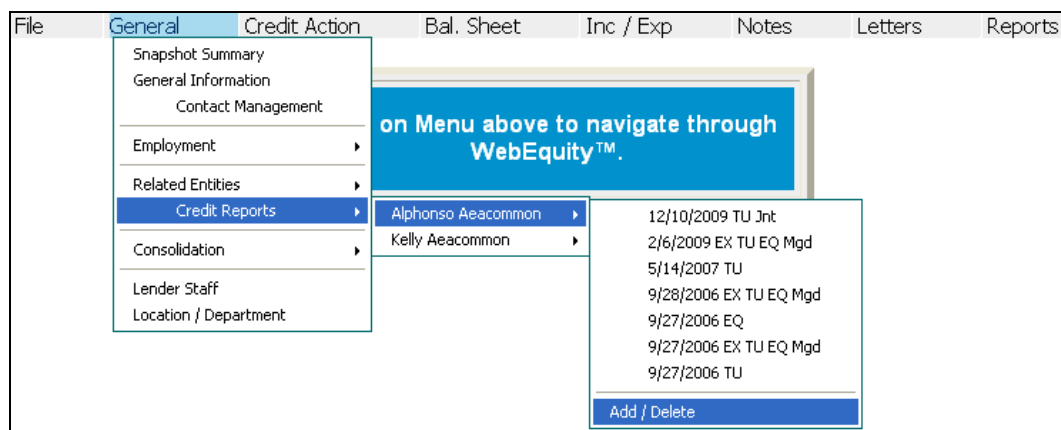 File General Credit Action Bal. Sheet Inc / Exp Notes Letters Reports
Snapshot Summary
General Information
Contact Management
Employment
Related Entities
Credit Reports
Consolidation
Lender Staff
Location / Department
on Menu above to navigate through
WebEquity™.
Alphonso Aeacommon
Kelly Aeacommon
12/10/2009 TU Jnt
2/6/2009 EX TU EQ Mgd
5/14/2007 TU
9/28/2006 EX TU EQ Mgd
9/27/2006 EQ
9/27/2006 EX TU EQ Mgd
9/27/2006 TU
Add / Delete